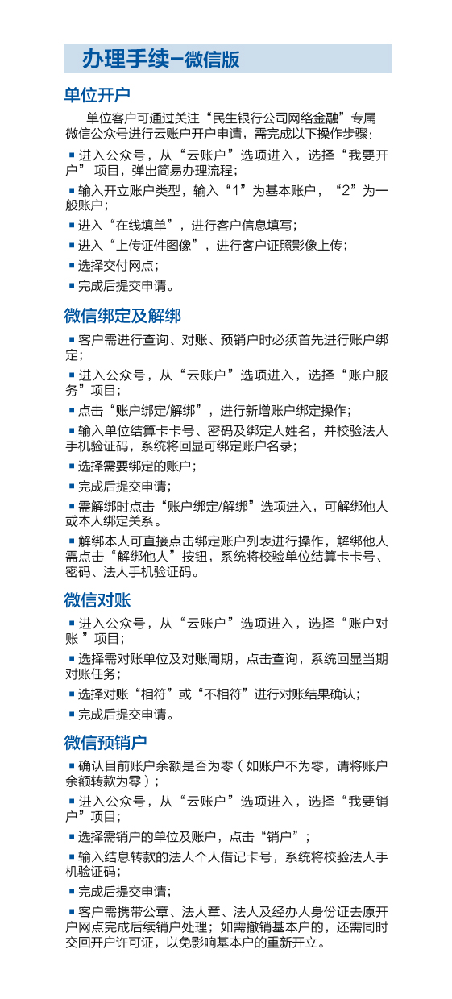 办理手续–微信版
单位开户
单位客户可通过关注“民生银行公司网络金融”专属
微信公众号进行云账户开户申请，需完成以下操作步骤：
▪ 进入公众号，从“云账户”选项进入，选择“我要开
户” 项目，弹出简易办理流程；
▪ 输入开立账户类型，输入“1”为基本账户，“2”为一
般账户；
▪ 进入“在线填单”，进行客户信息填写；
▪ 进入“上传证件图像”，进行客户证照影像上传；
▪ 选择交付网点；
▪ 完成后提交申请。
微信绑定及解绑
▪ 客户需进行查询、对账、预销户时必须首先进行账户绑
定；
▪ 进入公众号，从“云账户”选项进入，选择“账户服
务”项目；
▪ 点击“账户绑定/解绑”，进行新增账户绑定操作；
▪ 输入单位结算卡卡号、密码及绑定人姓名，并校验法人
手机验证码，系统将回显可绑定账户名录；
▪ 选择需要绑定的账户；
▪ 完成后提交申请；
▪ 需解绑时点击“账户绑定/解绑”选项进入，可解绑他人
或本人绑定关系。
▪ 解绑本人可直接点击绑定账户列表进行操作，解绑他人
需点击“解绑他人”按钮，系统将校验单位结算卡卡号、
密码、法人手机验证码。
微信对账
▪ 进入公众号，从“云账户”选项进入，选择“账户对
账 ”项目；
▪ 选择需对账单位及对账周期，点击查询，系统回显当期
对账任务；
▪ 选择对账“相符”或“不相符”进行对账结果确认；
▪ 完成后提交申请。
微信预销户
▪ 确认目前账户余额是否为零（如账户不为零，请将账户
余额转款为零）；
▪ 进入公众号，从“云账户”选项进入，选择“我要销
户”项目；
▪ 选择需销户的单位及账户，点击“销户”；
▪ 输入结息转款的法人个人借记卡号，系统将校验法人手
机验证码；
▪ 完成后提交申请；
▪ 客户需携带公章、法人章、法人及经办人身份证去原开
户网点完成后续销户处理；如需撤销基本户的，还需同时
交回开户许可证，以免影响基本户的重新开立。